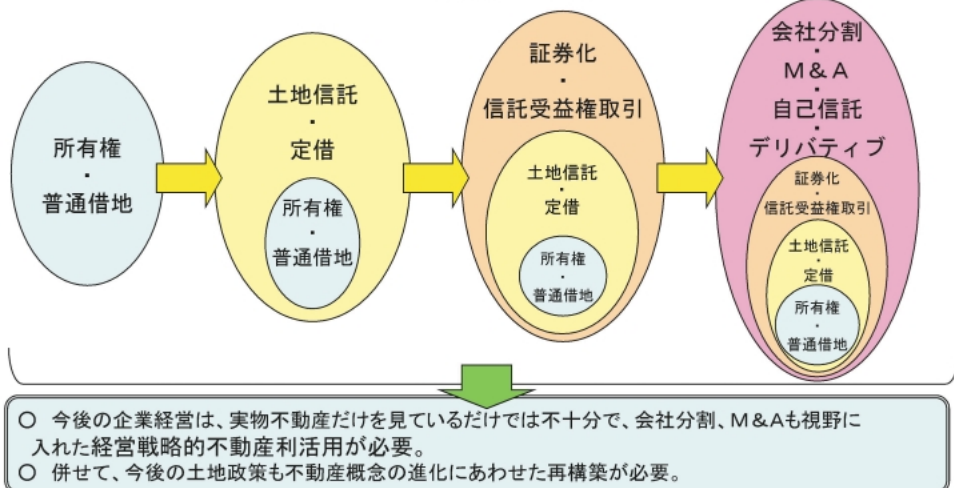 所有権
・
普通借地
土地信託
・
定借
所有権
・
普通借地
証券化
・
信託受益権取引
土地信託
・
定借
所有権
・
普通借地
会社分割
・
M&A
・
自己信託
・
デリバティブ
証券化
・
信託受益権取引
土地信託
・
定借
所有権
・
普通借地
○ 今後の企業経営は、実物不動産だけを見ているだけでは不十分で、会社分割、M&Aも視野に
入れた経営戦略的不動産利活用が必要。
○ 併せて、今後の土地政策も不動産概念の進化にあわせた再構築が必要。